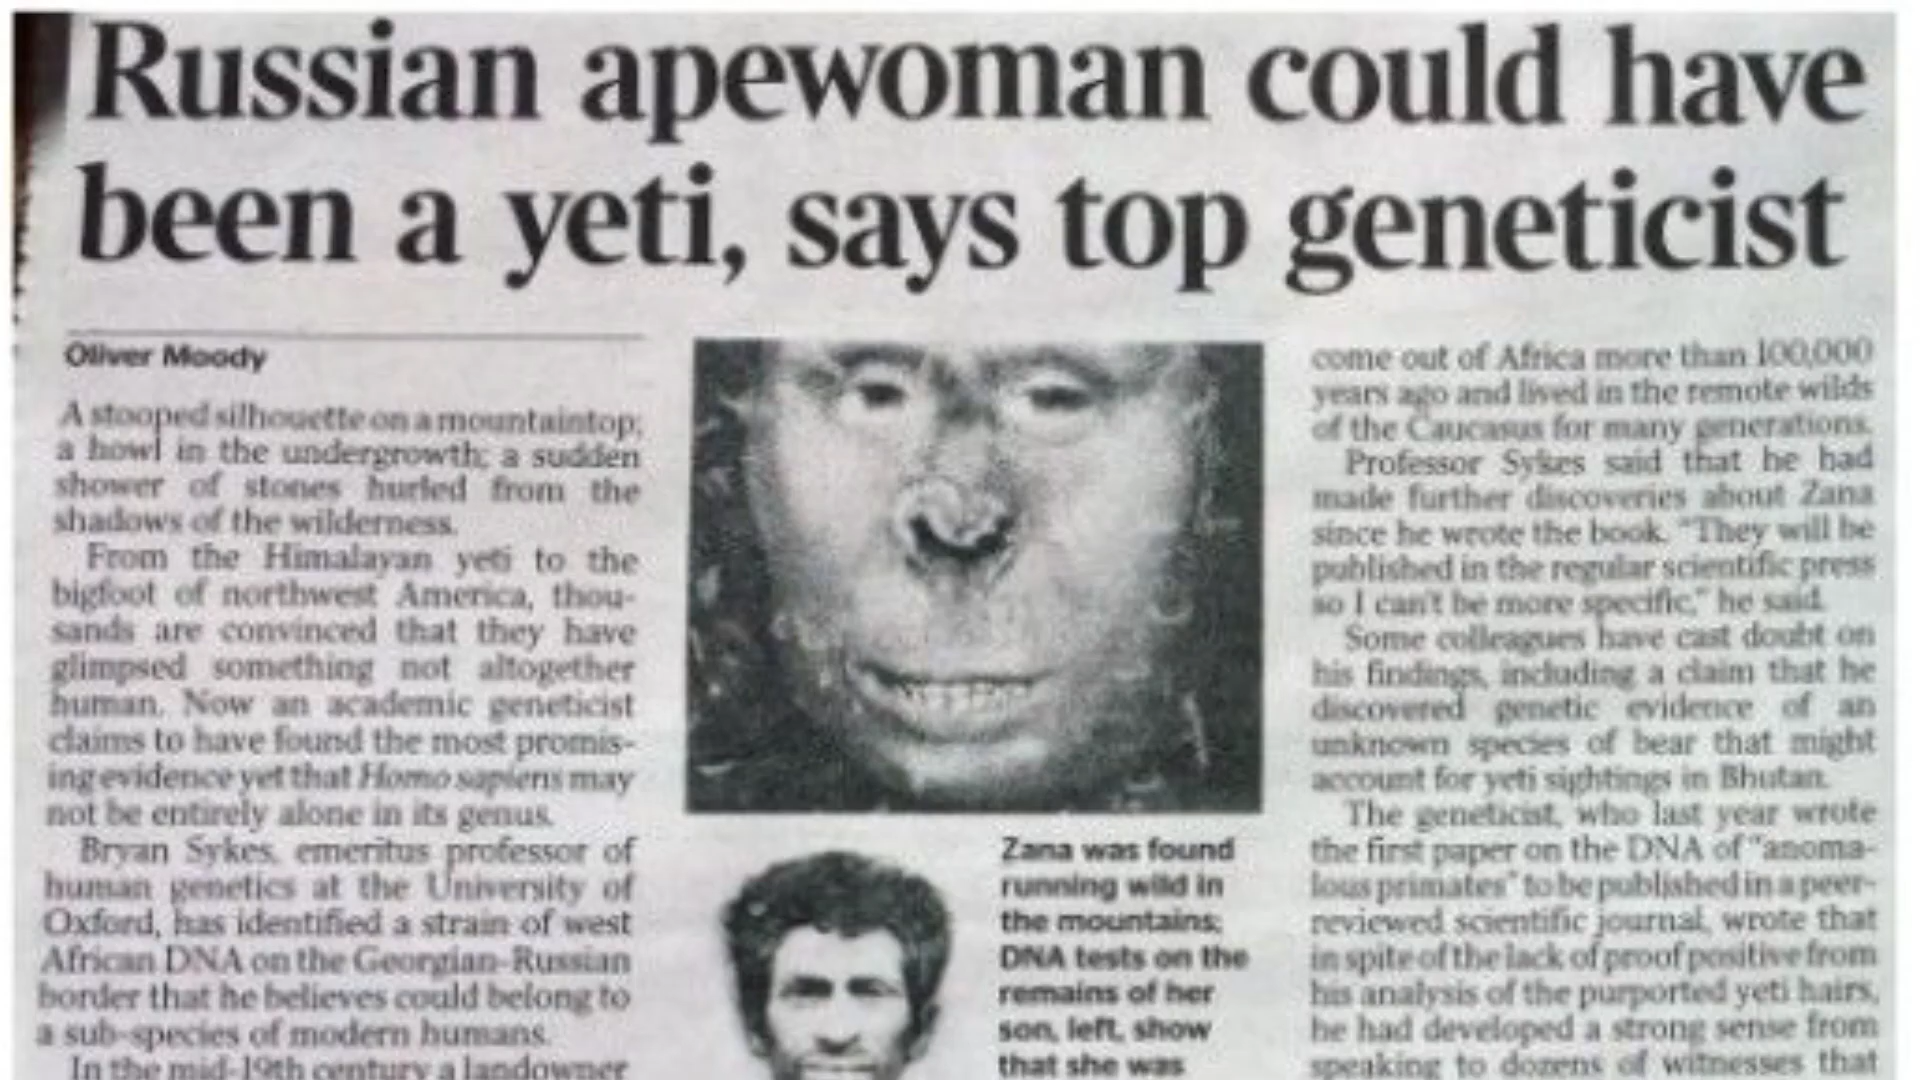 Russian apewoman could have
been a yeti, says top geneticist
Oliver Moody
A stooped silhouette on a mountaintop;
a howl in the undergrowth; a sudden
shower of stones hurled from the
shadows of the wilderness.
From the Himalayan yeti to the
bigfoot of northwest America, thou-
sands are convinced that they have
glimpsed something not altogether
human. Now an academic geneticist
claims to have found the most promis-
ing evidence yet that Homo sapiens may
not be entirely alone in its genus.
Bryan Sykes, emeritus professor of
human genetics at the University of
Oxford, has identified a strain of west
African DNA on the Georgian-Russian
border that he believes could belong to
a sub-species of modern humans.
In the mid-19th century a landowner
Zana was found
running wild in
the mountains;
DNA tests on the
remains of her
son, left, show
that she was
come out of Africa more than 100,000
years ago and lived in the remote wilds
of the Caucasus for many generations.
Professor Sykes said that he had
made further discoveries about Zana
since he wrote the book. "They will be
published in the regular scientific press
so I can't be more specific," he said.
Some colleagues have cast doubt on
his findings, including a claim that he
discovered genetic evidence of an
unknown species of bear that might
account for yeti sightings in Bhutan.
The geneticist, who last year wrote
the first paper on the DNA of "anoma-
lous primates" to be published in a peer-
reviewed scientific journal, wrote that
in spite of the lack of proof positive from
his analysis of the purported yeti hairs,
he had developed a strong sense from
speaking to dozens of witnesses that